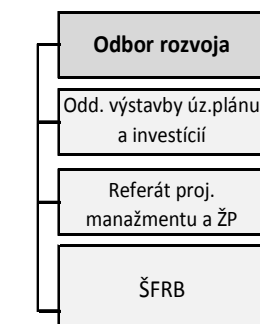 Odbor rozvoja
Odd. výstavby úz.plánu
a investícií
Referát proj.
manažmentu a ŽP
ŠFRB